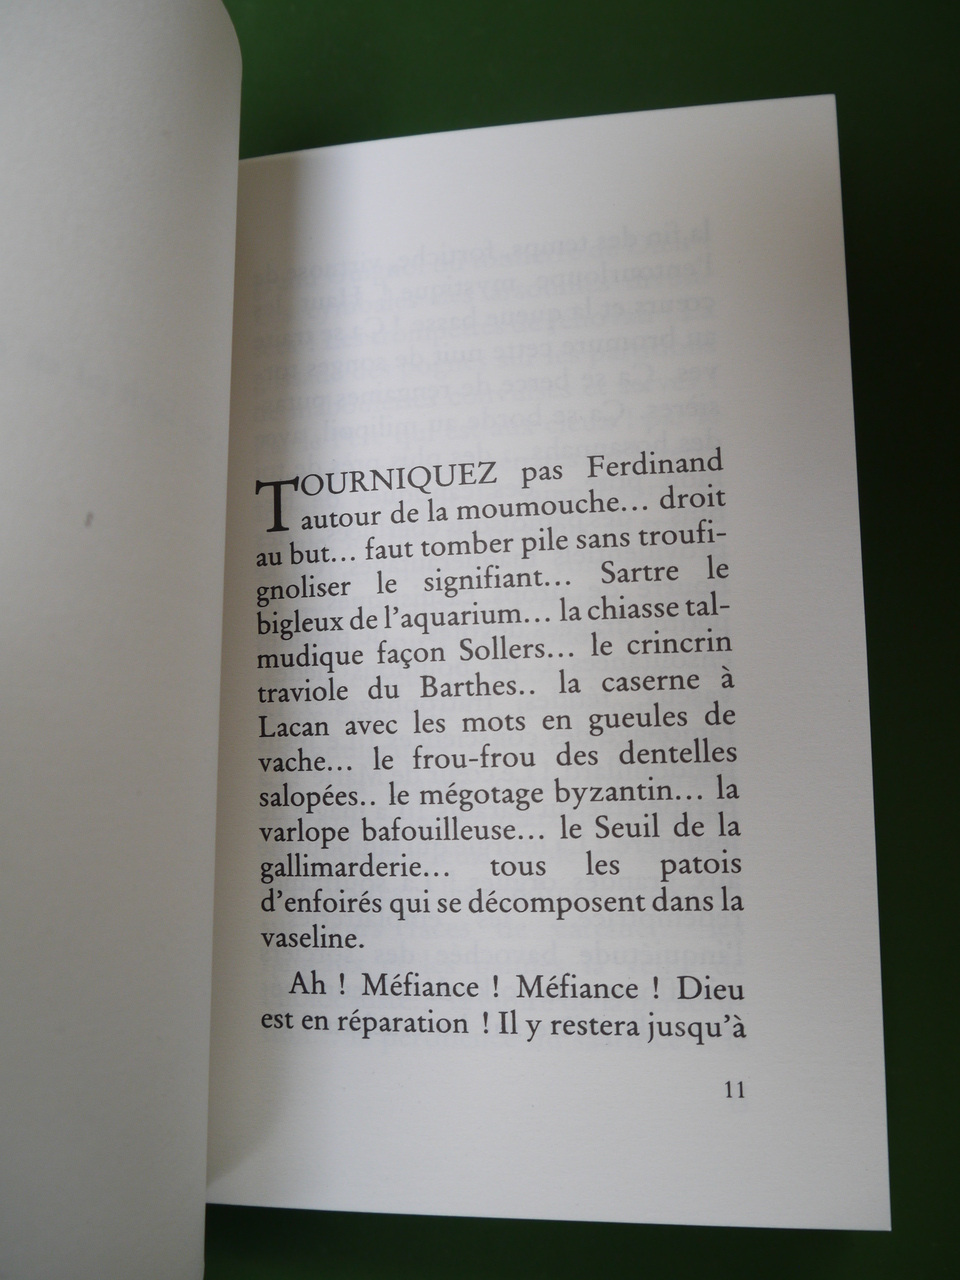 TOURNIQUEZ pas Ferdinand
autour de la moumouche... droit
au but... faut tomber pile sans troufi-
gnoliser le signifiant... Sartre le
bigleux de l'aquarium... la chiasse tal-
mudique façon Sollers... le crincrin
traviole du Barthes.. la caserne à
Lacan avec les mots en gueules de
vache... le frou-frou des dentelles
salopées.. le mégotage byzantin... la
varlope bafouilleuse... le Seuil de la
gallimarderie... tous les patois
d'enfoirés qui se décomposent dans la
vaseline.
Ah ! Méfiance ! Méfiance ! Dieu
est en réparation ! Il y restera jusqu'à
11